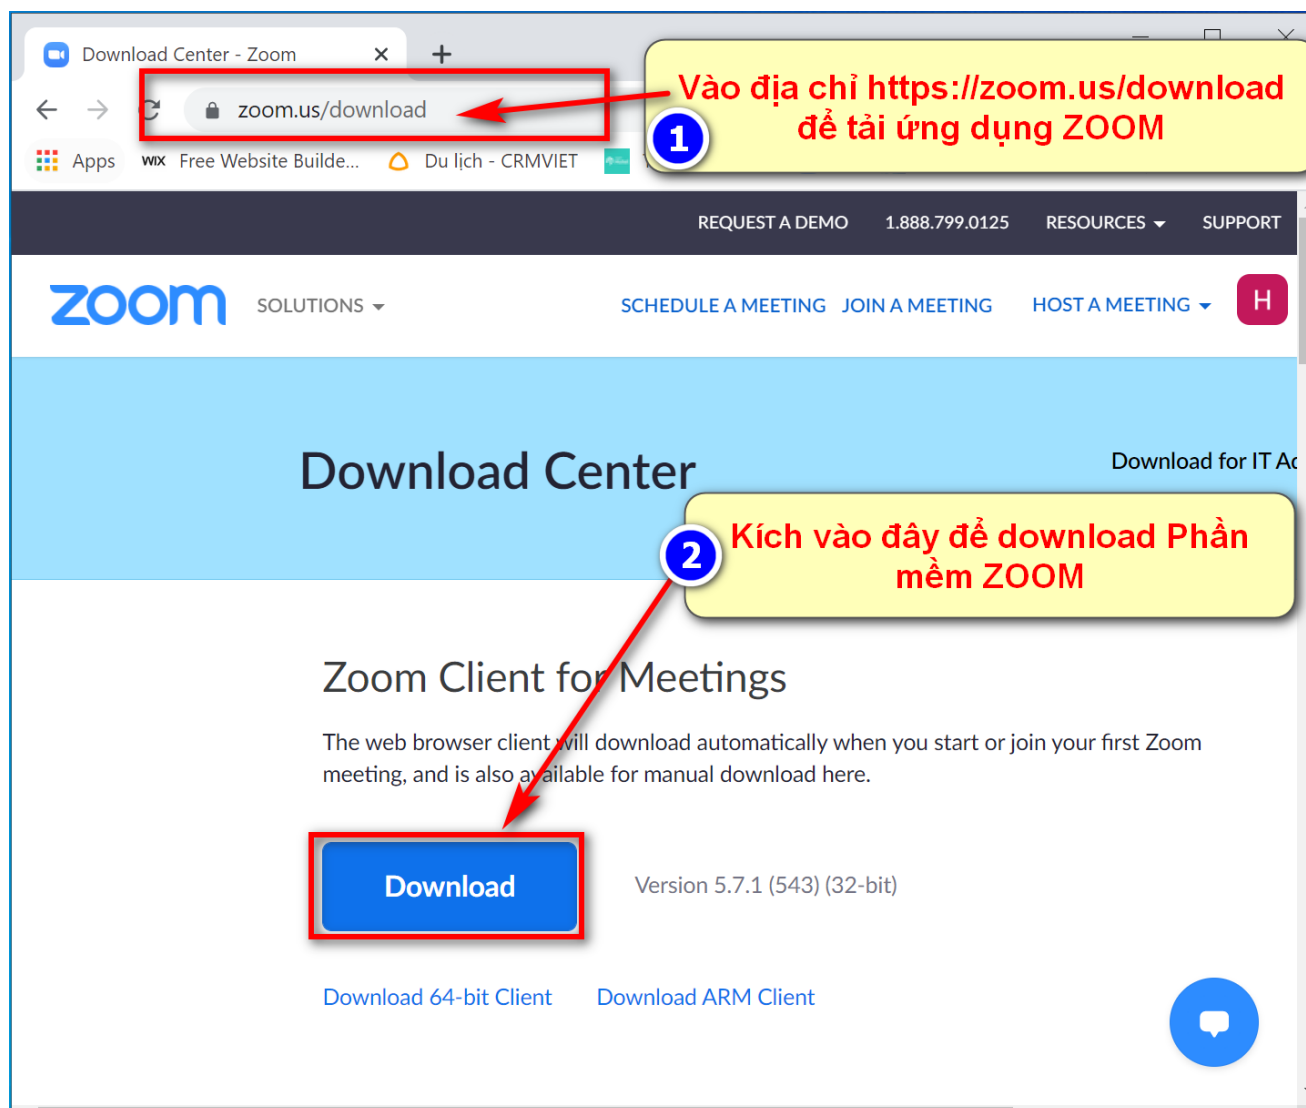 Download Center - Zoom
zoom.us/download
Vào địa chỉ https://zoom.us/download
để tải ứng dụng ZOOM
1
Apps
WIX Free Website Builde...
Du lịch - CRMVIET
REQUEST A DEMO 1.888.799.0125 RESOURCES SUPPORT
zoom SOLUTIONS SCHEDULE A MEETING JOIN A MEETING HOST A MEETING H
Download Center
Download for IT
2
Kích vào đây để download Phần
mềm ZOOM
Zoom Client for Meetings
The web browser client will download automatically when you start or join your first Zoom
meeting, and is also available for manual download here.
Download
Version 5.7.1 (543) (32-bit)
Download 64-bit Client Download ARM Client